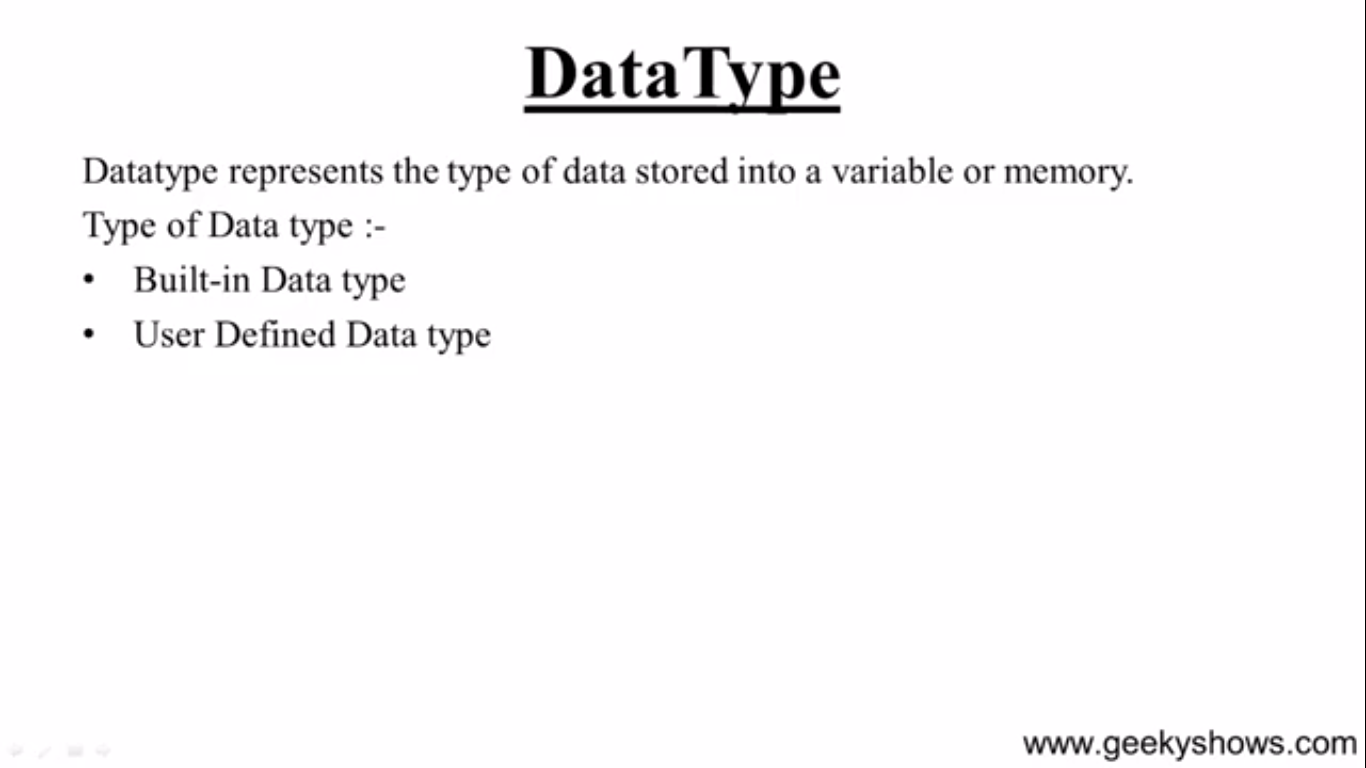 DataType
Datatype represents the type of data stored into a variable or memory.
Type of Data type :-
• Built-in Data type
• User Defined Data type
www.geekyshows.com